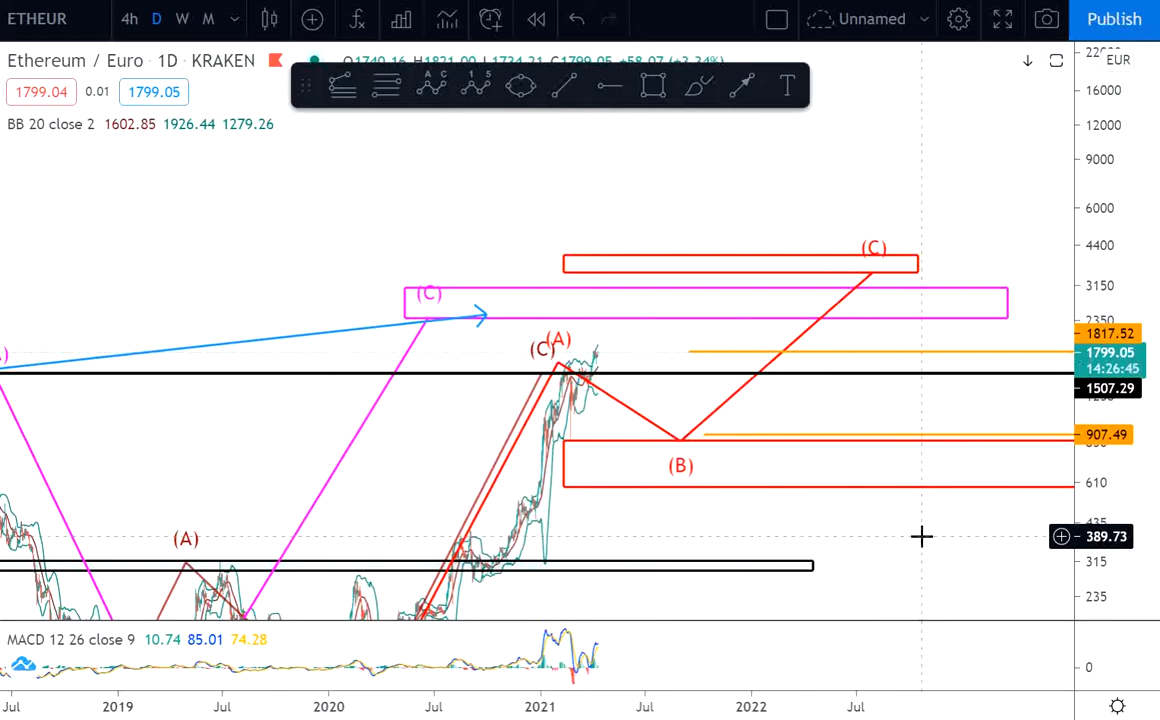 ETHEUR 4h D W M Unnamed Publish
Ethereum / Euro · 1D · KRAKEN
EUR
1799.04 0.01 1799.05
BB 20 close 2 1602.85 1926.44 1279.26
A C
1 5
T
16000
12000
9000
6000
4400
3150
2350
1817.52
1799.05
14:26:45
1507.29
907.49
610
389.73
315
235
(C)
(C)
(A)
(C)
(B)
(A)
MACD 12 26 close 9 10.74 85.01 74.28
0
Jul 2019 Jul 2020 Jul 2021 Jul 2022 Jul